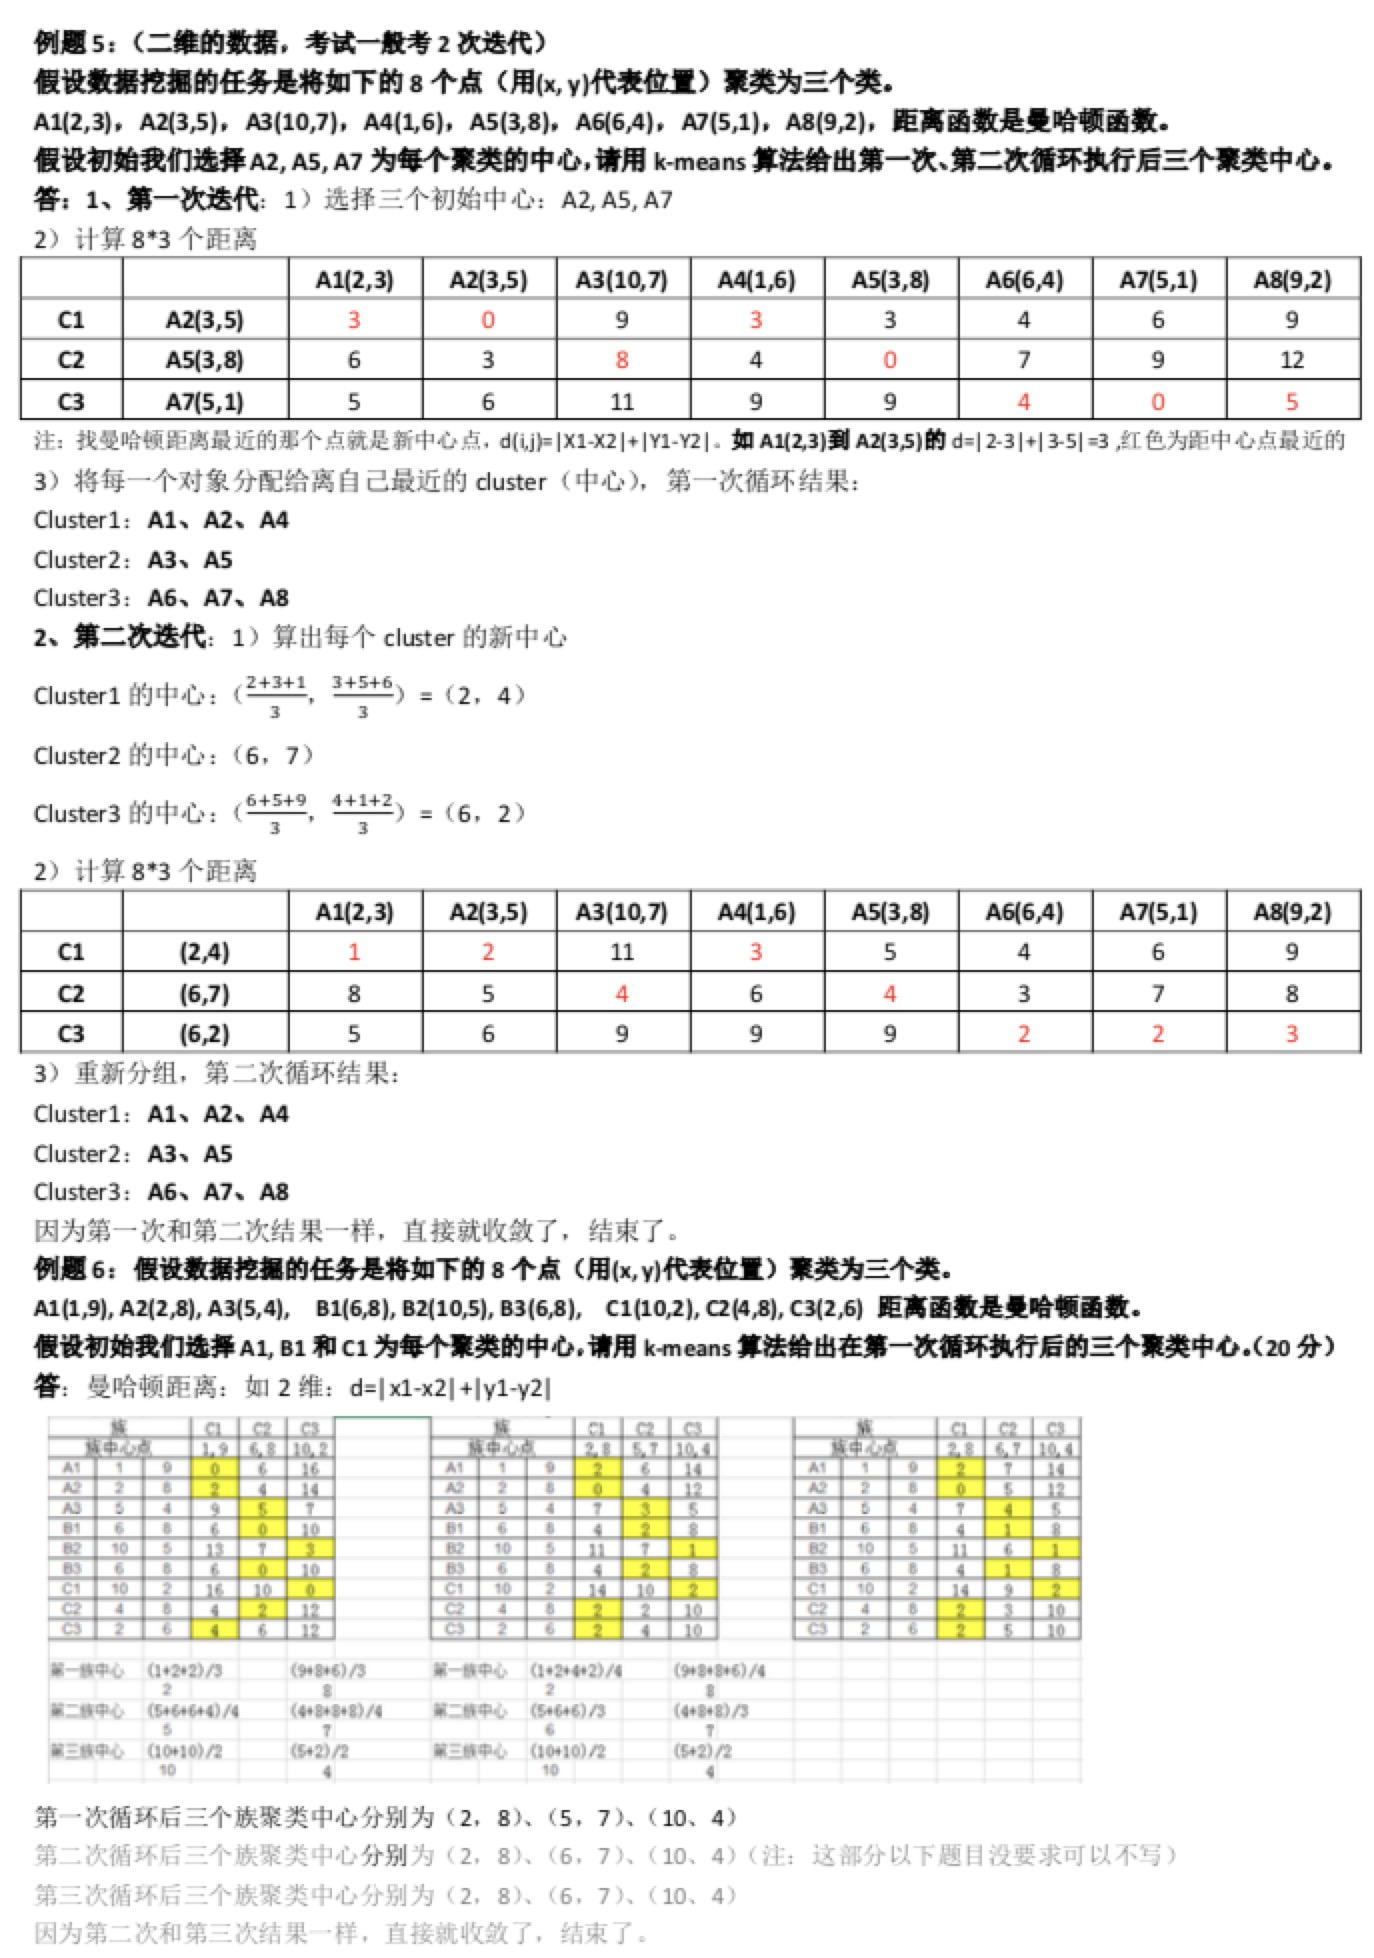 例题 5：（二维的数据，考试一般考 2 次迭代）
假设数据挖掘的任务是将如下的 8 个点（用(x, y)代表位置）聚类为三个类。
A1(2,3)，A2(3,5)，A3(10,7)，A4(1,6)，A5(3,8)，A6(6,4)，A7(5,1)，A8(9,2)，距离函数是曼哈顿函数。
假设初始我们选择 A2, A5, A7 为每个聚类的中心,请用 k-means 算法给出第一次、第二次循环执行后三个聚类中心。
答：1、第一次迭代：1）选择三个初始中心：A2, A5, A7
2）计算 8*3 个距离
A1(2,3) A2(3,5) A3(10,7) A4(1,6) A5(3,8) A6(6,4) A7(5,1) A8(9,2)
C1 A2(3,5) 3 0 9 3 3 4 6 9
C2 A5(3,8) 6 3 8 4 0 7 9 12
C3 A7(5,1) 5 6 11 9 9 4 0 5
注：找曼哈顿距离最近的那个点就是新中心点，d(i,j)=|X1-X2|+|Y1-Y2|。如 A1(2,3)到 A2(3,5)的 d=| 2-3|+| 3-5| =3 ,红色为距中心点最近的
3）将每一个对象分配给离自己最近的 cluster（中心），第一次循环结果：
Cluster1：A1、A2、A4
Cluster2：A3、A5
Cluster3：A6、A7、A8
2、第二次迭代：1）算出每个 cluster 的新中心
Cluster1 的中心：（2+3+1/3，3+5+6/3）=（2，4）
Cluster2 的中心：（6，7）
Cluster3 的中心：（6+5+9/3，4+1+2/3）=（6，2）
2）计算 8*3 个距离
A1(2,3) A2(3,5) A3(10,7) A4(1,6) A5(3,8) A6(6,4) A7(5,1) A8(9,2)
C1 (2,4) 1 2 11 3 5 4 6 9
C2 (6,7) 8 5 4 6 4 3 7 8
C3 (6,2) 5 6 9 9 9 2 2 3
3）重新分组，第二次循环结果：
Cluster1：A1、A2、A4
Cluster2：A3、A5
Cluster3：A6、A7、A8
因为第一次和第二次结果一样，直接就收敛了，结束了。
例题 6：假设数据挖掘的任务是将如下的 8 个点（用(x,y)代表位置）聚类为三个类。
A1(1,9), A2(2,8), A3(5,4), B1(6,8), B2(10,5), B3(6,8), C1(10,2), C2(4,8), C3(2,6) 距离函数是曼哈顿函数。
假设初始我们选择 A1, B1 和 C1 为每个聚类的中心,请用 k-means 算法给出在第一次循环执行后的三个聚类中心。（20 分）
答：曼哈顿距离：如 2 维：d=|x1-x2|+|y1-y2|
族 C1 C2 C3
族中心点 1,9 6,8 10,2
A1 1 9 0 6 16
A2 2 8 2 4 14
A3 5 4 9 5 7
B1 6 8 6 0 10
B2 10 5 13 7 3
B3 6 8 6 0 10
C1 10 2 16 10 0
C2 4 8 4 2 12
C3 2 6 4 6 12
第一族中心 (1+2+2)/3 (9+8+6)/3
2 8
第二族中心 (5+6+6+4)/4 (4+8+8+8)/4
5 7
第三族中心 (10+10)/2 (5+2)/2
10 4
族 C1 C2 C3
族中心点 2,8 5,7 10,4
A1 1 9 2 6 14
A2 2 8 0 4 12
A3 5 4 7 3 5
B1 6 8 4 2 8
B2 10 5 11 7 1
B3 6 8 4 2 8
C1 10 2 14 10 2
C2 4 8 2 2 10
C3 2 6 2 4 10
第一族中心 (1+2+4+2)/4 (9+8+8+6)/4
2 8
第二族中心 (5+6+6)/3 (4+8+8)/3
6 7
第三族中心 (10+10)/2 (5+2)/2
10 4
族 C1 C2 C3
族中心点 2,8 6,7 10,4
A1 1 9 2 7 14
A2 2 8 0 5 12
A3 5 4 7 4 5
B1 6 8 4 1 8
B2 10 5 11 6 1
B3 6 8 4 1 8
C1 10 2 14 9 2
C2 4 8 2 3 10
C3 2 6 2 5 10
第一次循环后三个族聚类中心分别为（2，8）、（5，7）、（10、4）
第二次循环后三个族聚类中心分别为（2，8）、（6，7）、（10、4）（注：这部分以下题目没要求可以不写）
第三次循环后三个族聚类中心分别为（2，8）、（6，7）、（10、4）
因为第二次和第三次结果一样，直接就收敛了，结束了。